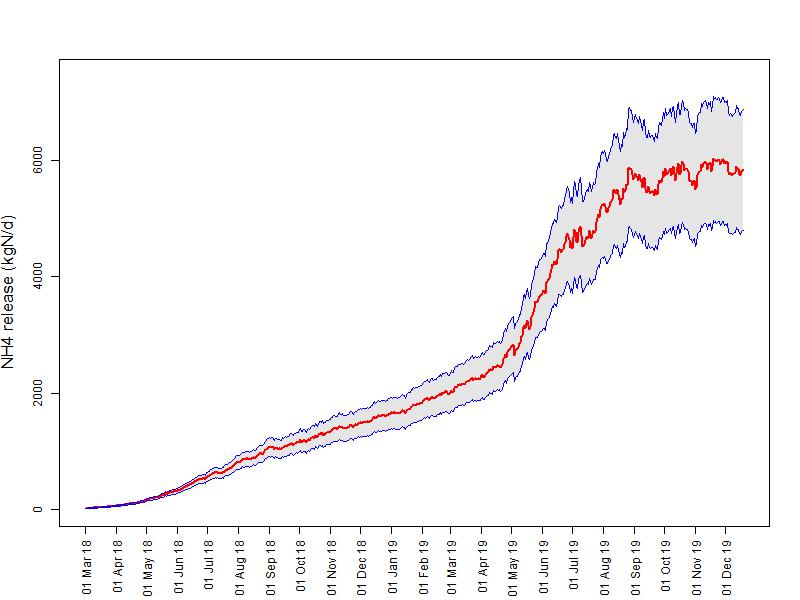 NH4 release (kgN/d)
6000
4000
2000
0
01 Mar 18
01 Apr 18
01 May 18
01 Jun 18
01 Jul 18
01 Aug 18
01 Sep 18
01 Oct 18
01 Nov 18
01 Dec 18
01 Jan 19
01 Feb 19
01 Mar 19
01 Apr 19
01 May 19
01 Jun 19
01 Jul 19
01 Aug 19
01 Sep 19
01 Oct 19
01 Nov 19
01 Dec 19